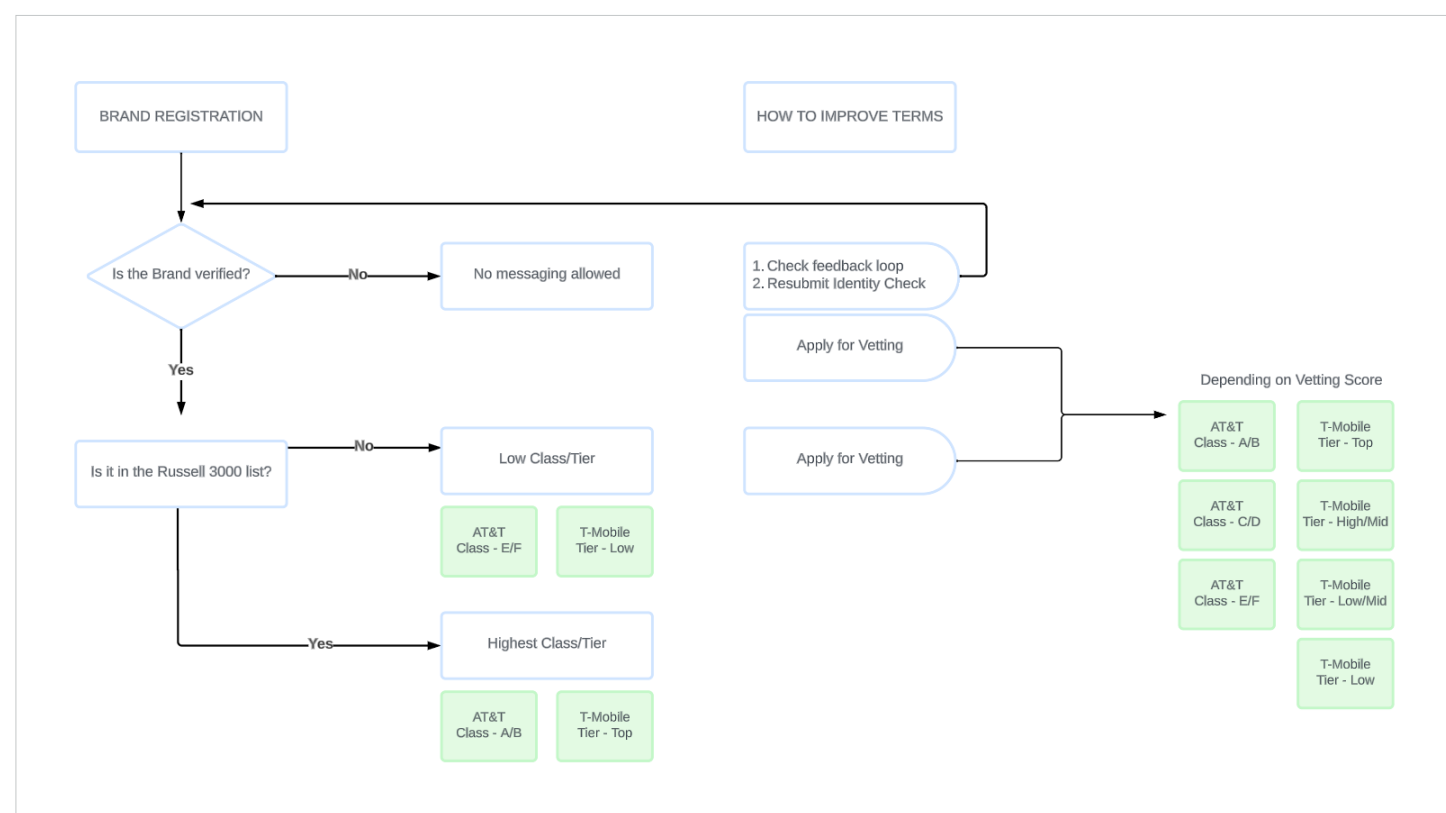 BRAND REGISTRATION
HOW TO IMPROVE TERMS
Is the Brand verified?
No
No messaging allowed
1. Check feedback loop
2. Resubmit Identity Check
Apply for Vetting
Yes
Depending on Vetting Score
Is it in the Russell 3000 list?
No
Low Class/Tier
Apply for Vetting
AT&T
Class - E/F
T-Mobile
Tier - Low
Yes
Highest Class/Tier
AT&T
Class - A/B
T-Mobile
Tier - Top
AT&T
Class - A/B
T-Mobile
Tier - Top
AT&T
Class - C/D
T-Mobile
Tier - High/Mid
AT&T
Class - E/F
T-Mobile
Tier - Low/Mid
T-Mobile
Tier - Low